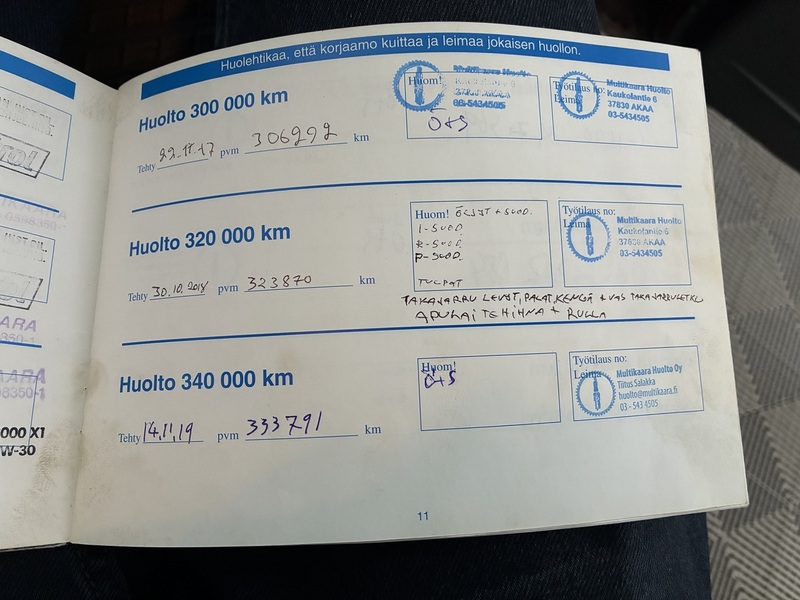 Huolehtikaa, että korjaamo kuittaa ja leimaa jokaisen huollon.
Huolto 300 000 km
Tehty 22.11.17 pvm 306292 km
Huom!
Ö+S
Multikaara Huolto
37830 AKAA
03-5434505
Työtilaus no:
Leima
Multikaara Huolto
Kaukolantie 6
37830 AKAA
03-5434505
Huolto 320 000 km
Tehty 30.10.2018 pvm 323870 km
Huom! ÖLJYT + SUOD.
I-SUOD.
R-SUOD.
P-SUOD.
TULPAT
TAKAJARRU LEVYT, PALAT, KENGÄ + VAS TAKAJARRULETKU
APULAITEHIHNA + RULLA
Työtilaus no:
Leima
Multikaara Huolto
Kaukolantie 6
37830 AKAA
03-5434505
Huolto 340 000 km
Tehty 14.11.19 pvm 333791 km
Huom!
Ö+S
Työtilaus no:
Leima
Multikaara Huolto Oy
Tiitus Salakka
huolto@multikaara.fi
03 - 543 4505
11
000 X1
W-30